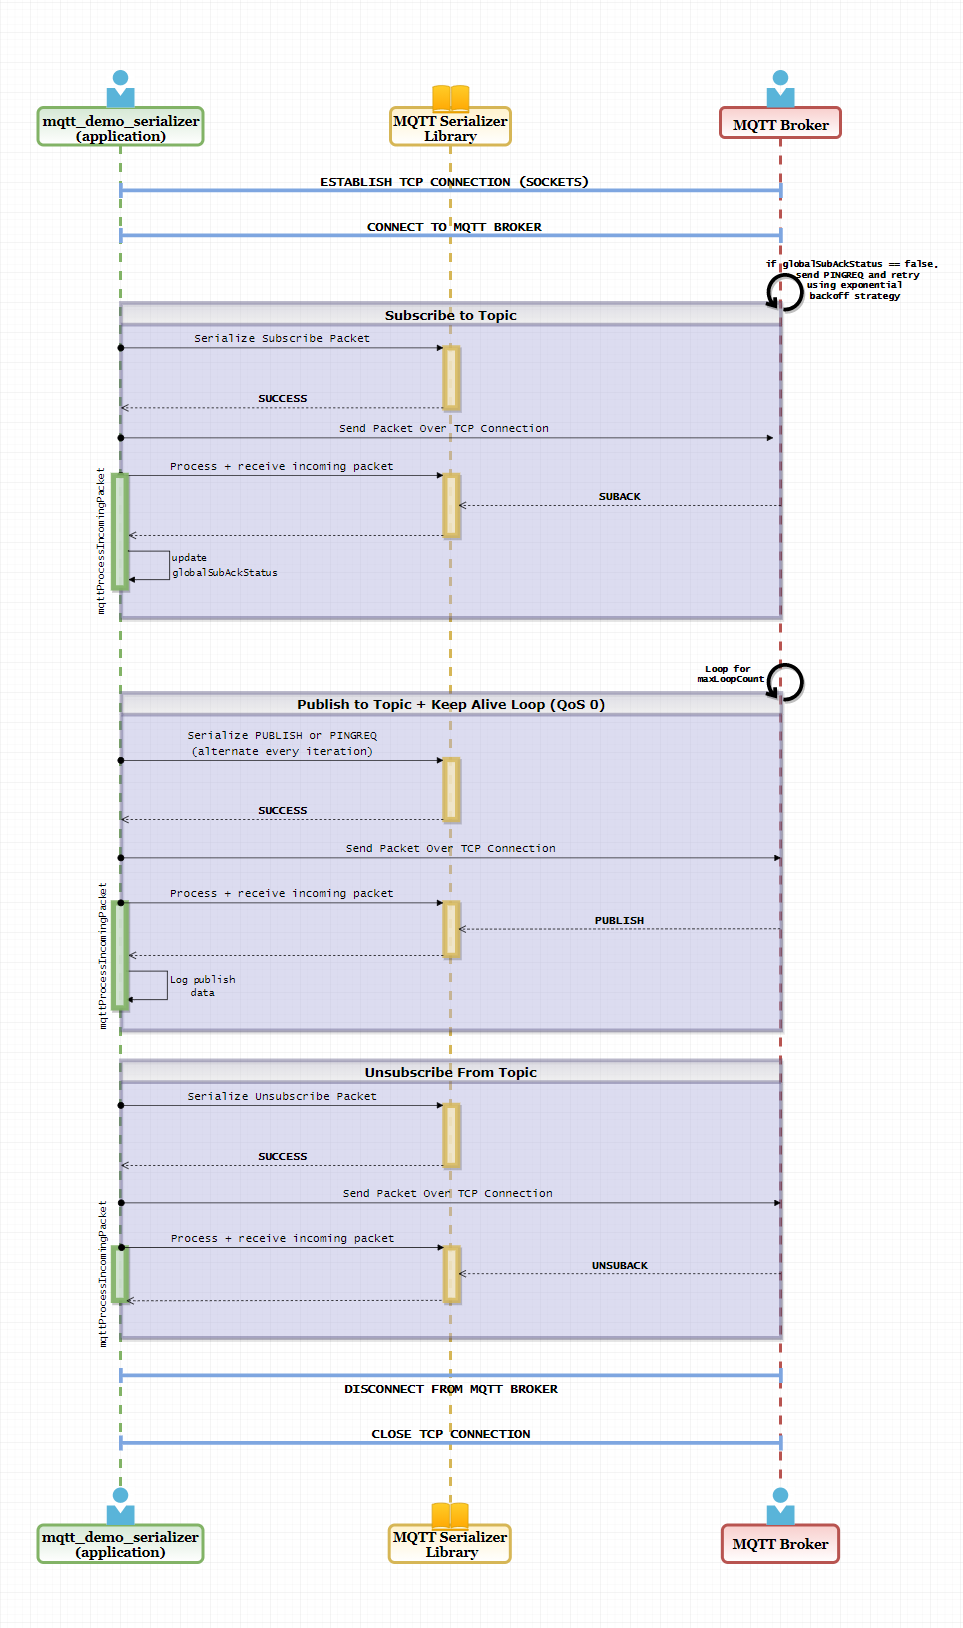 mqtt_demo_serializer
(application)
MQTT Serializer
Library
MQTT Broker
ESTABLISH TCP CONNECTION (SOCKETS)
CONNECT TO MQTT BROKER
if globalSubAckStatus == false,
send PINGREQ and retry
using exponential
backoff strategy
Subscribe to Topic
Serialize Subscribe Packet
SUCCESS
Send Packet Over TCP Connection
mqttProcessIncomingPacket
Process + receive incoming packet
SUBACK
update
globalSubAckStatus
Loop for
maxLoopCount
Publish to Topic + Keep Alive Loop (QoS 0)
Serialize PUBLISH or PINGREQ
(alternate every iteration)
SUCCESS
Send Packet Over TCP Connection
mqttProcessIncomingPacket
Process + receive incoming packet
PUBLISH
Log publish
data
Unsubscribe From Topic
Serialize Unsubscribe Packet
SUCCESS
Send Packet Over TCP Connection
mqttProcessIncomingPacket
Process + receive incoming packet
UNSUBACK
DISCONNECT FROM MQTT BROKER
CLOSE TCP CONNECTION
mqtt_demo_serializer
(application)
MQTT Serializer
Library
MQTT Broker